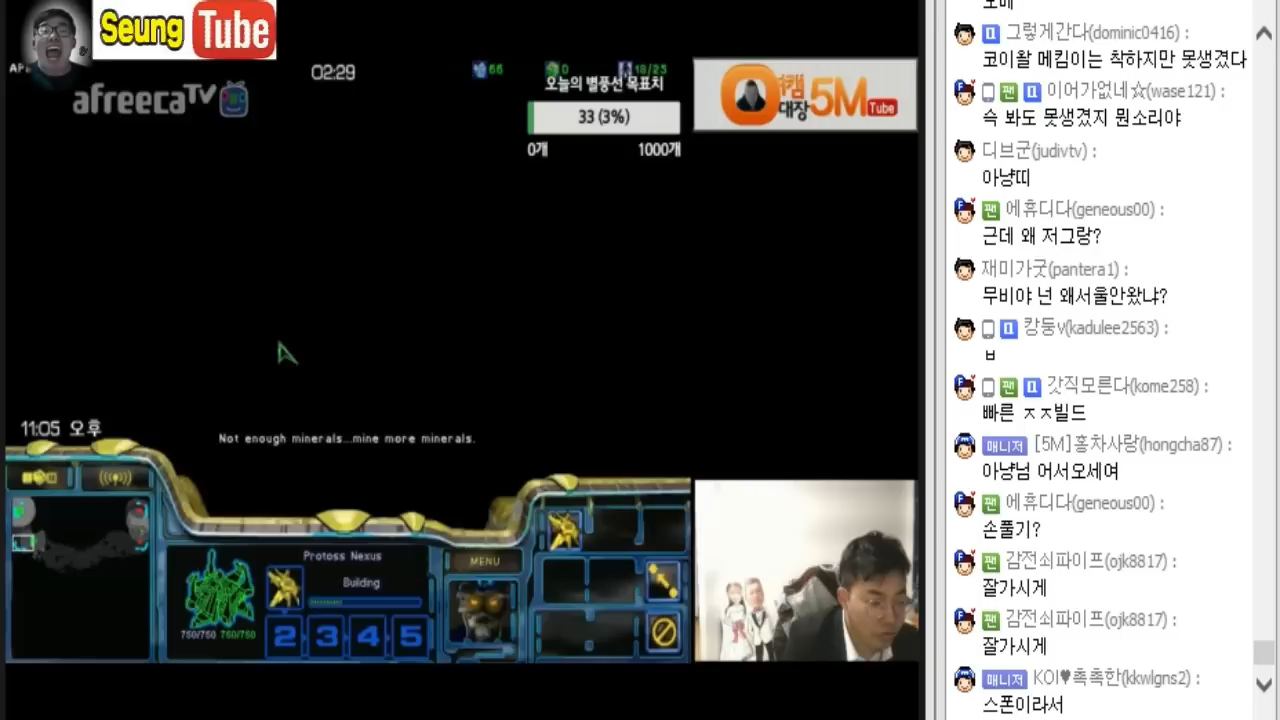 Seung Tube
AP
afreecaTV
02:29
66
0
18/23
오늘의 별풍선 목표치
33 (3%)
0개
1000개
캠
대장
5M
Tube
11:05 오후
Not enough minerals...mine more minerals.
Protoss Nexus
Building
750/750 750/750
2 3 4 5
MENU
그렇게간다(dominic0416) :
코이왈 메킴이는 착하지만 못생겼다
팬 이어가없네☆(wase121) :
슥 봐도 못생겼지 뭔소리야
디브군(judivtv) :
아냥띠
팬 에휴디다(geneous00) :
근데 왜 저그랑?
재미가굿(pantera1) :
무비야 넌 왜서울안왔냐?
캉둥v(kadulee2563) :
ㅂ
팬 갓직모른다(kome258) :
빠른 ㅈㅈ빌드
매니저 [5M]홍차사랑(hongcha87) :
아냥님 어서오세여
팬 에휴디다(geneous00) :
손풀기?
팬 감전쇠파이프(ojk8817) :
잘가시게
팬 감전쇠파이프(ojk8817) :
잘가시게
매니저 KOI♥촉촉한(kkwlgns2) :
스폰이라서